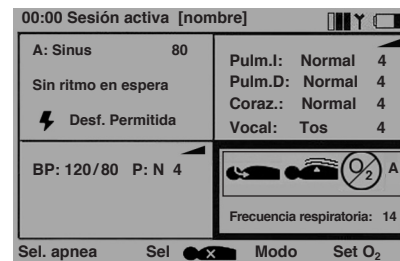 00:00 Sesión activa [nombre]
A: Sinus 80
Sin ritmo en espera
Desf. Permitida
Pulm.I: Normal 4
Pulm.D: Normal 4
Coraz.: Normal 4
Vocal: Tos 4
BP: 120/80 P: N 4
O2 A
Frecuencia respiratoria: 14
Sel. apnea Sel Modo Set O2